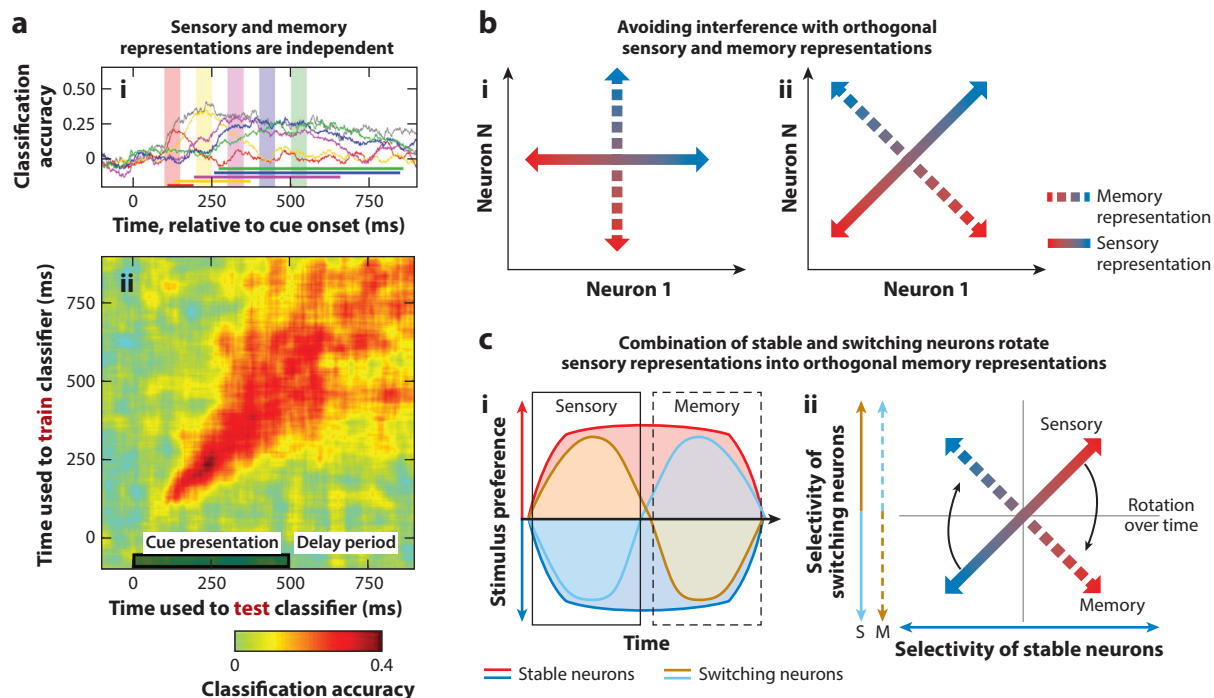 a
Sensory and memory
representations are independent
i
0.50
0.25
0
Classification
accuracy
0 250 500 750
Time, relative to cue onset (ms)
ii
750
500
250
0
Time used to train classifier (ms)
Cue presentation
Delay period
0 250 500 750
Time used to test classifier (ms)
0 0.4
Classification accuracy
b
Avoiding interference with orthogonal
sensory and memory representations
i
Neuron N
Neuron 1
ii
Neuron N
Neuron 1
Memory
representation
Sensory
representation
c
Combination of stable and switching neurons rotate
sensory representations into orthogonal memory representations
i
Sensory
Memory
Stimulus preference
Time
Stable neurons
Switching neurons
ii
Selectivity of
switching neurons
S M
Sensory
Rotation
over time
Memory
Selectivity of stable neurons